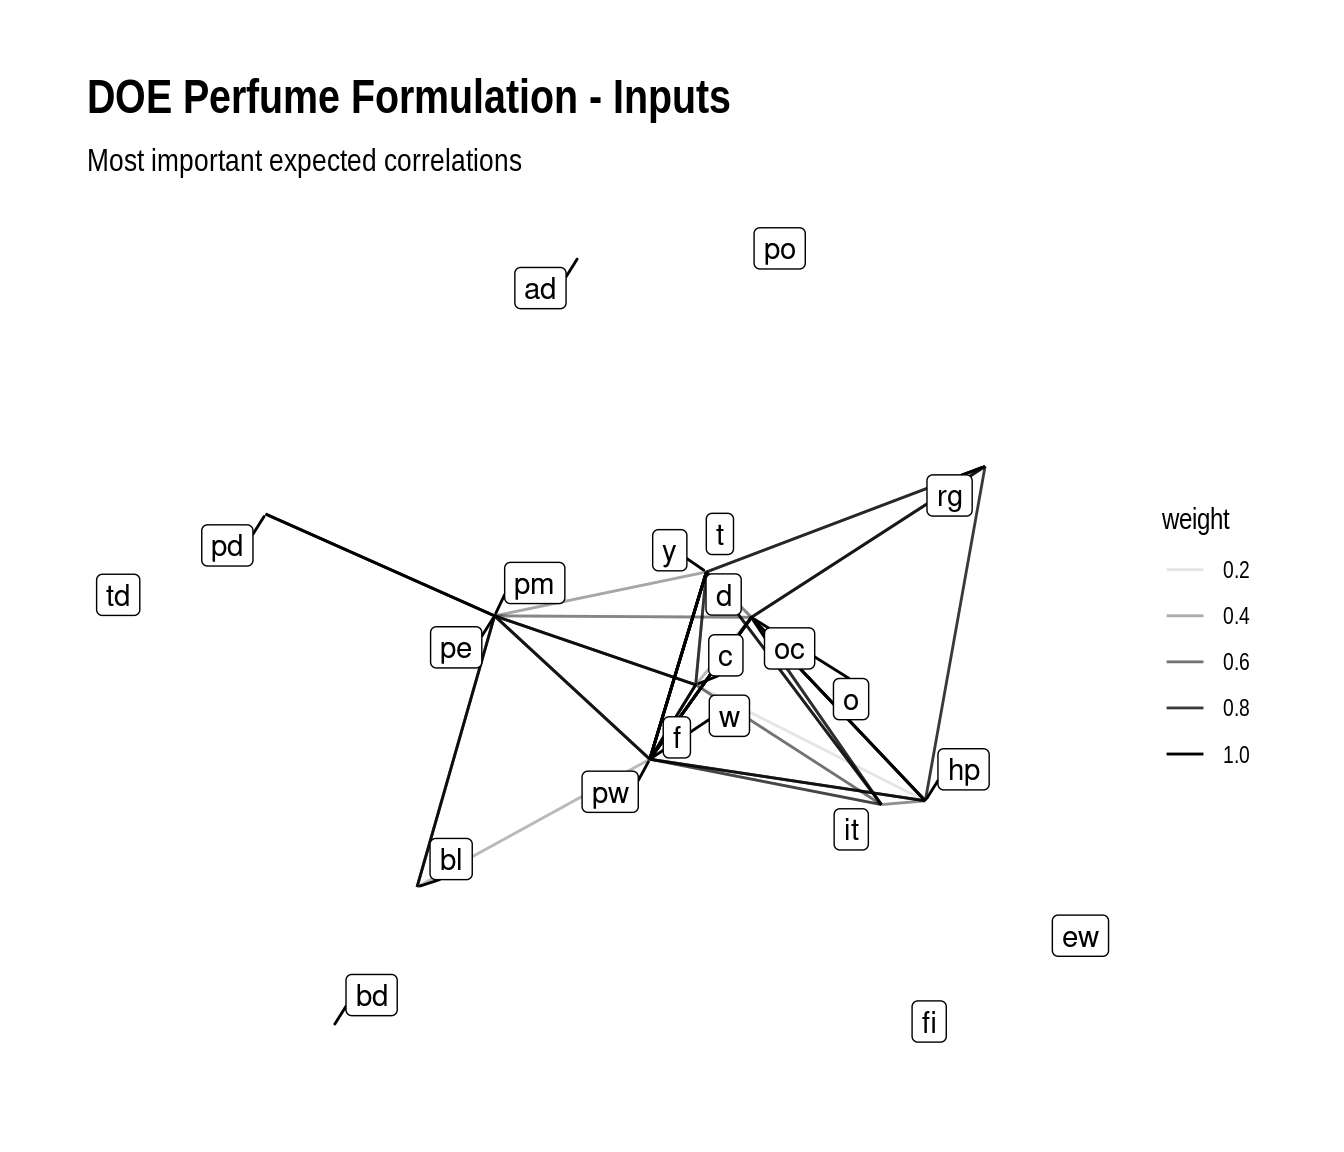 DOE Perfume Formulation - Inputs
Most important expected correlations
po
ad
rg
weight
t
y
pd
0.2
pm
td
d
0.4
pe
c
oc
0.6
o
w
0.8
f
0.1
hp
pw
it
bl
ew
bd
fi